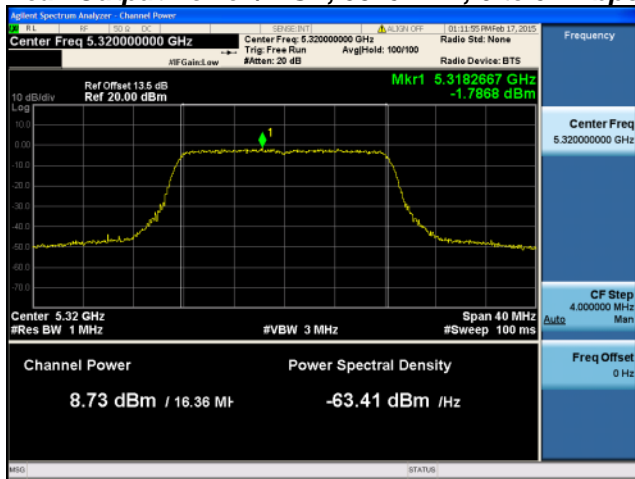 Agilent Spectrum Analyzer - Channel Power
RL RF 50 Ω DC SENSE:INT ALIGN OFF 01:11:55 PM Feb 17, 2015
Center Freq 5.320000000 GHz
Center Freq: 5.320000000 GHz
Radio Std: None
Trig: Free Run Avg|Hold: 100/100
#IFGain:Low #Atten: 20 dB Radio Device: BTS
Frequency
Ref Offset 13.5 dB
10 dB/div Ref 20.00 dBm
Log
Mkr1 5.3182667 GHz
-1.7868 dBm
10.0
0.00
-10.0
-20.0
-30.0
-40.0
-50.0
-60.0
-70.0
1
Center 5.32 GHz Span 40 MHz
#Res BW 1 MHz #VBW 3 MHz #Sweep 100 ms
Channel Power
8.73 dBm / 16.36 MH
Power Spectral Density
-63.41 dBm /Hz
Center Freq
5.320000000 GHz
CF Step
4.000000 MHz
Auto Man
Freq Offset
0 Hz
MSG STATUS